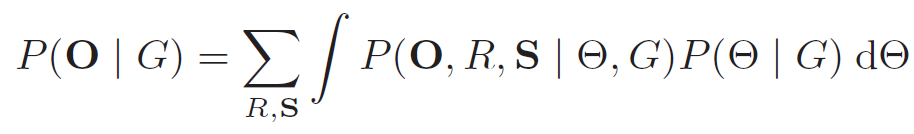 P(𝐎 | G) = ∑_{R,𝐒} ∫ P(𝐎, R, 𝐒 | Θ, G)P(Θ | G) dΘ